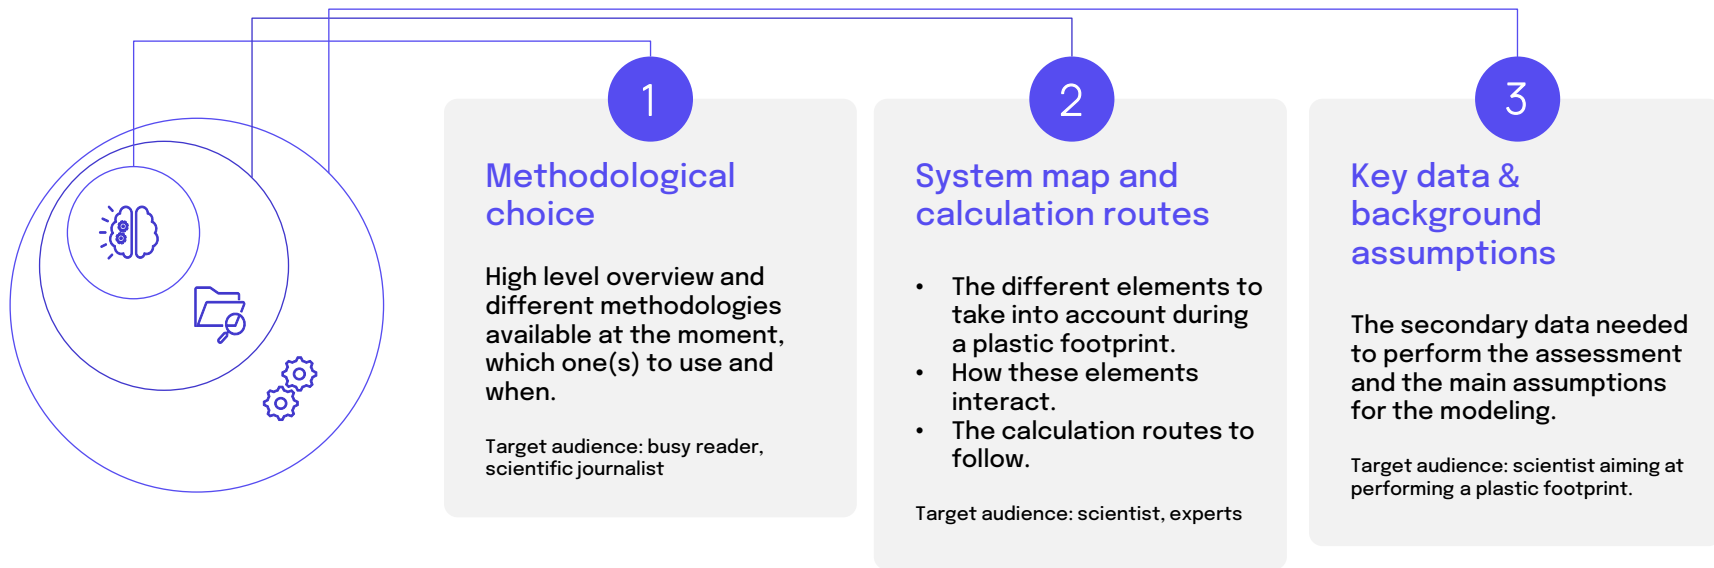 1
Methodological
choice
High level overview and
different methodologies
available at the moment,
which one(s) to use and
when.
Target audience: busy reader,
scientific journalist
2
System map and
calculation routes
• The different elements to
take into account during
a plastic footprint.
• How these elements
interact.
• The calculation routes to
follow.
Target audience: scientist, experts
3
Key data &
background
assumptions
The secondary data needed
to perform the assessment
and the main assumptions
for the modeling.
Target audience: scientist aiming at
performing a plastic footprint.